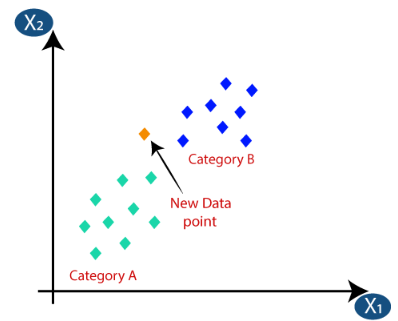 X2
Category B
New Data
point
Category A
X1